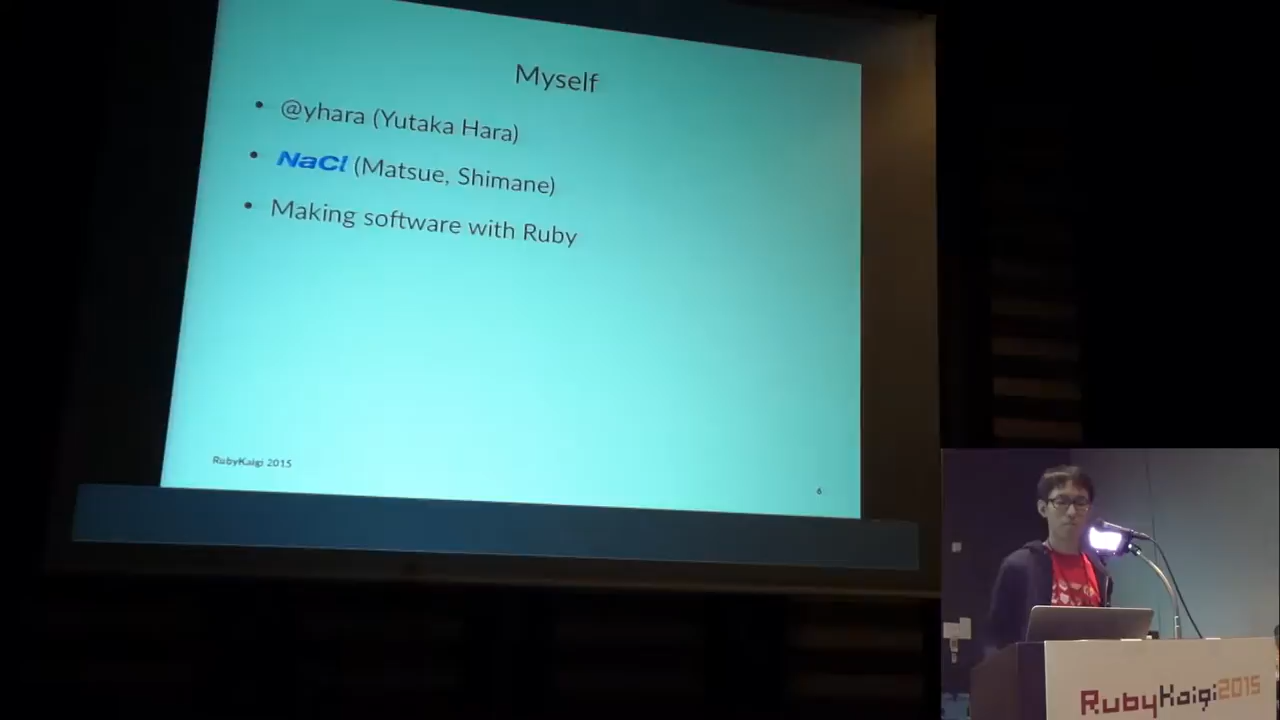 Myself
• @yhara (Yutaka Hara)
• NaCl (Matsue, Shimane)
• Making software with Ruby
RubyKaigi 2015
6
RubyKaigi2015